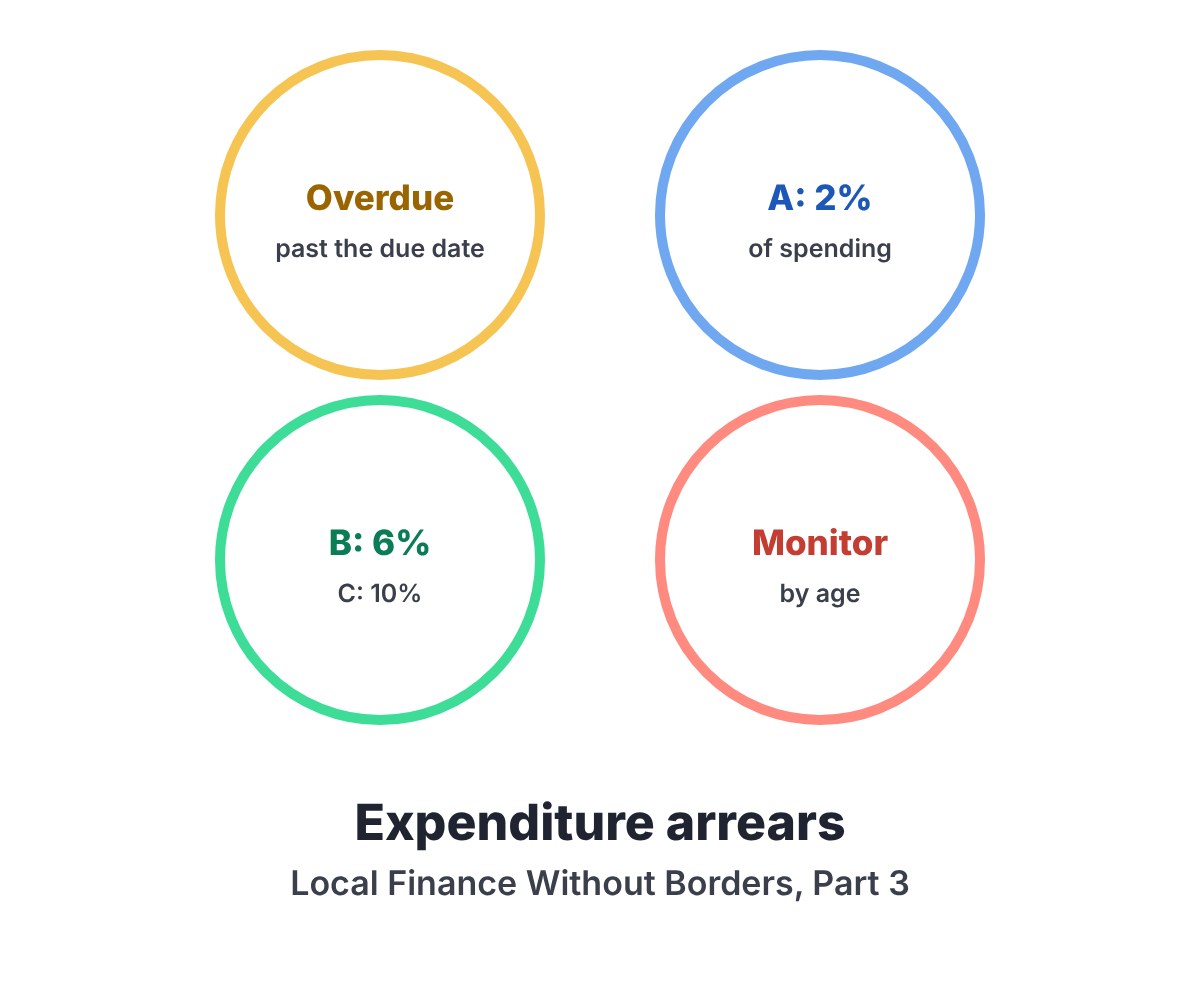 Overdue
past the due date
A: 2%
of spending
B: 6%
C: 10%
Monitor
by age
Expenditure arrears
Local Finance Without Borders, Part 3